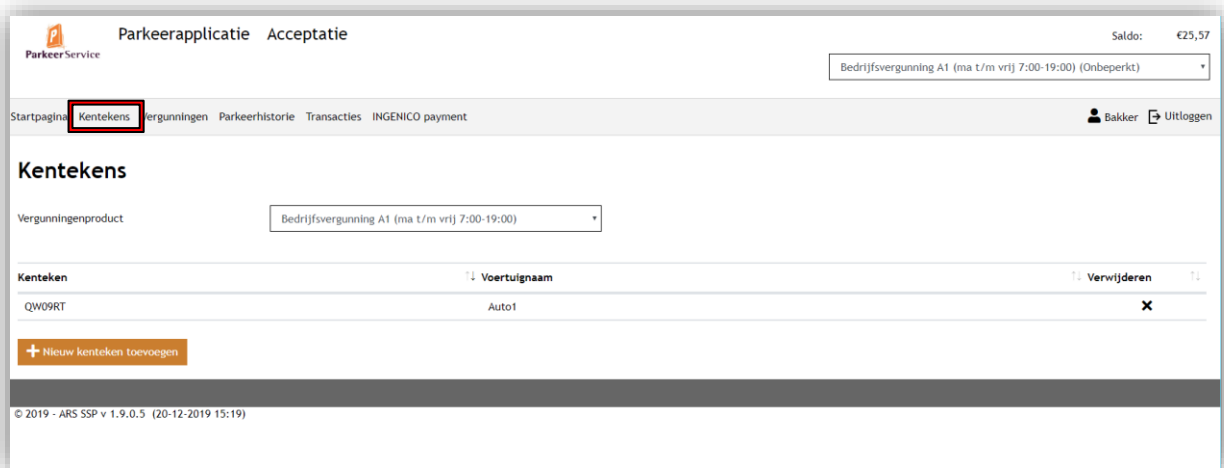 Parkeerapplicatie Acceptatie
ParkeerService
Saldo: €25,57
Bedrijfsvergunning A1 (ma t/m vrij 7:00-19:00) (Onbeperkt)
Startpagina Kentekens Vergunningen Parkeerhistorie Transacties INGENICO payment Bakker Uitloggen
Kentekens
Vergunningenproduct Bedrijfsvergunning A1 (ma t/m vrij 7:00-19:00)
Kenteken Voertuignaam Verwijderen
QW09RT Auto1
Nieuw kenteken toevoegen
© 2019 - ARS SSP v 1.9.0.5 (20-12-2019 15:19)